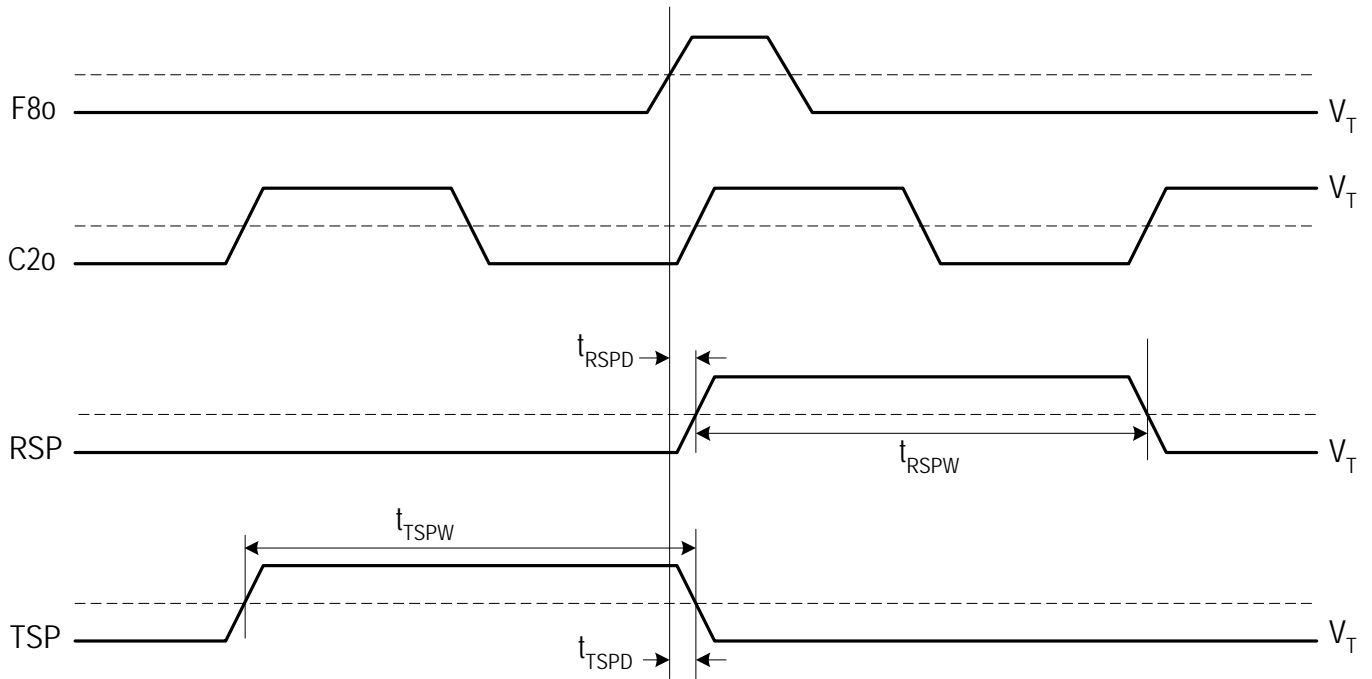 F8o
V_T
V_T
C2o
t_RSPD
RSP
t_RSPW
V_T
t_TSPW
TSP
V_T
t_TSPD